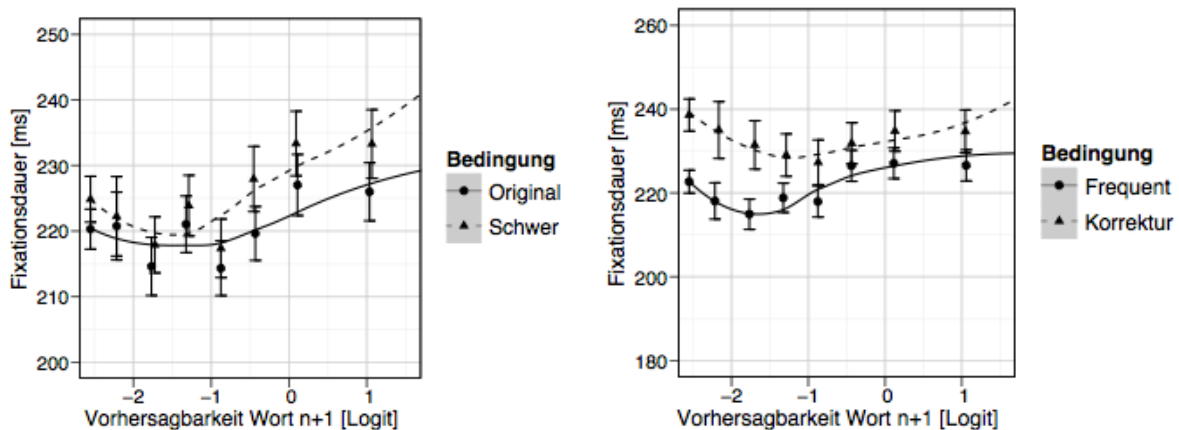 250
240
230
220
210
200
Fixationsdauer [ms]
−2
−1
0
1
Vorhersagbarkeit Wort n+1 [Logit]
Bedingung
Original
Schwer
260
240
220
200
180
Fixationsdauer [ms]
−2
−1
0
1
Vorhersagbarkeit Wort n+1 [Logit]
Bedingung
Frequent
Korrektur